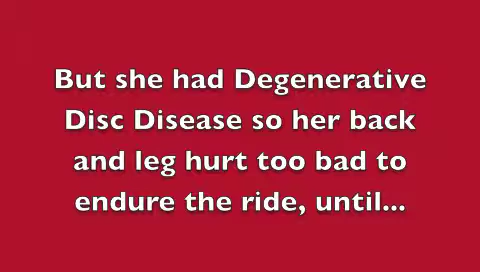 But she had Degenerative
Disc Disease so her back
and leg hurt too bad to
endure the ride, until...